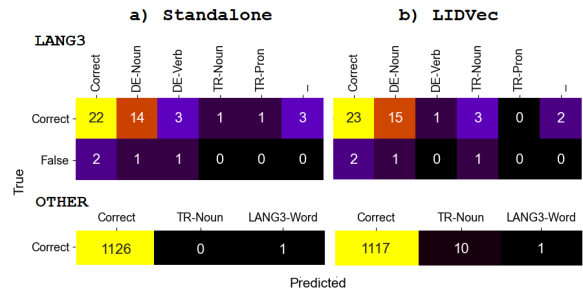 a) Standalone b) LIDVec
LANG3
Correct DE-Noun DE-Verb TR-Noun TR-Pron _ Correct DE-Noun DE-Verb TR-Noun TR-Pron _
Correct 22 14 3 1 1 3 23 15 1 3 0 2
False 2 1 1 0 0 0 2 1 0 1 0 0
True
OTHER
Correct TR-Noun LANG3-Word Correct TR-Noun LANG3-Word
Correct 1126 0 1 1117 10 1
Predicted